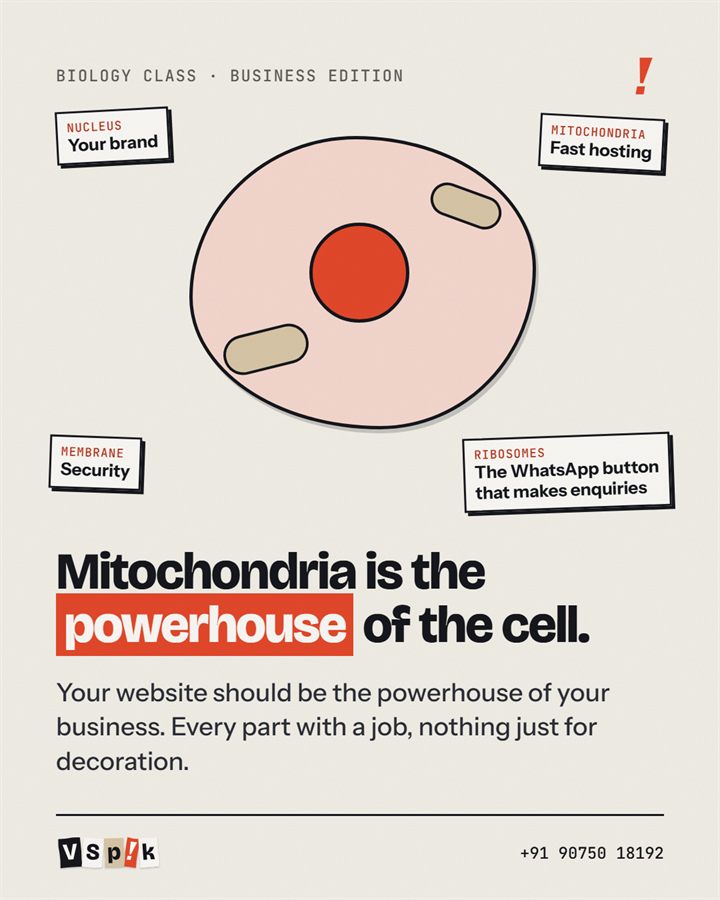 BIOLOGY CLASS · BUSINESS EDITION
!
NUCLEUS
Your brand
MITOCHONDRIA
Fast hosting
MEMBRANE
Security
RIBOSOMES
The WhatsApp button
that makes enquiries
Mitochondria is the
powerhouse of the cell.
Your website should be the powerhouse of your
business. Every part with a job, nothing just for
decoration.
VSp!k
+91 90750 18192